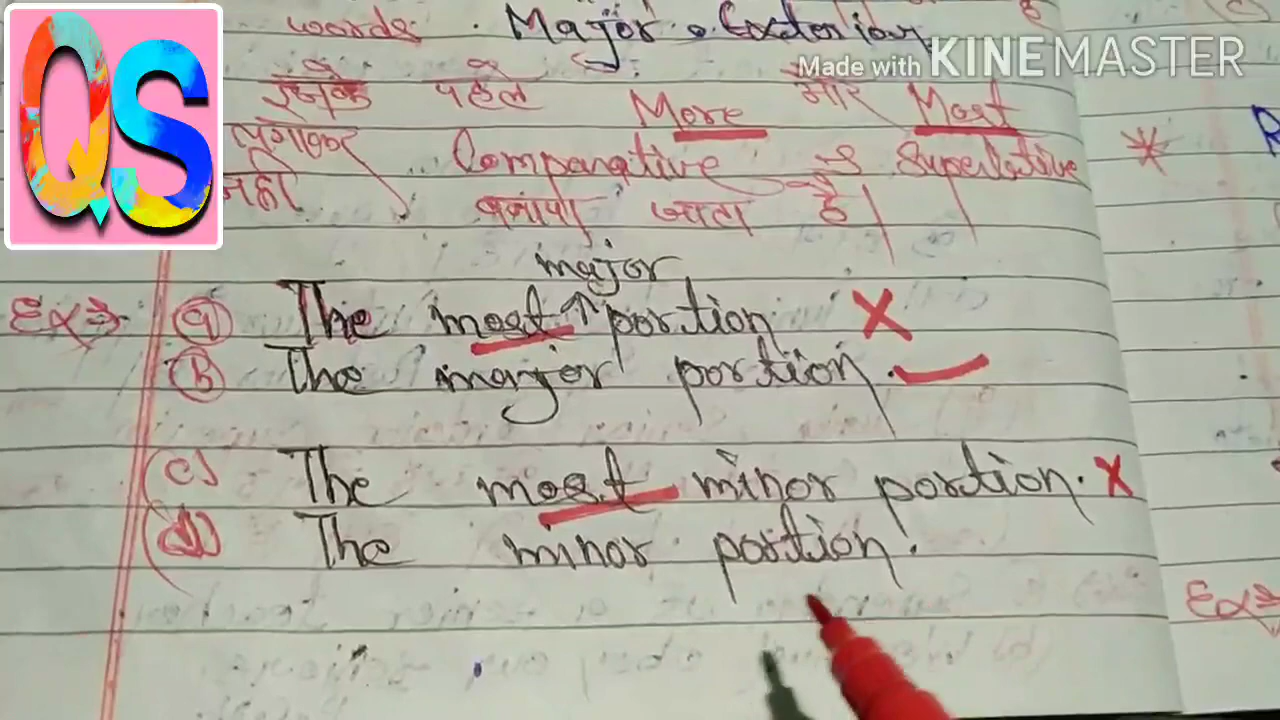 QS
Made with KINEMASTER
words: Major, Exterior
इनके पहले More और Most
लगाकर Comparative व Superlative
नहीं बनाया जाता है।
major
Ex⇒ (a) The most ↑ portion ✗
(B) The major portion.
(c) The most minor portion. ✗
(d) The minor portion.
Ex⇒